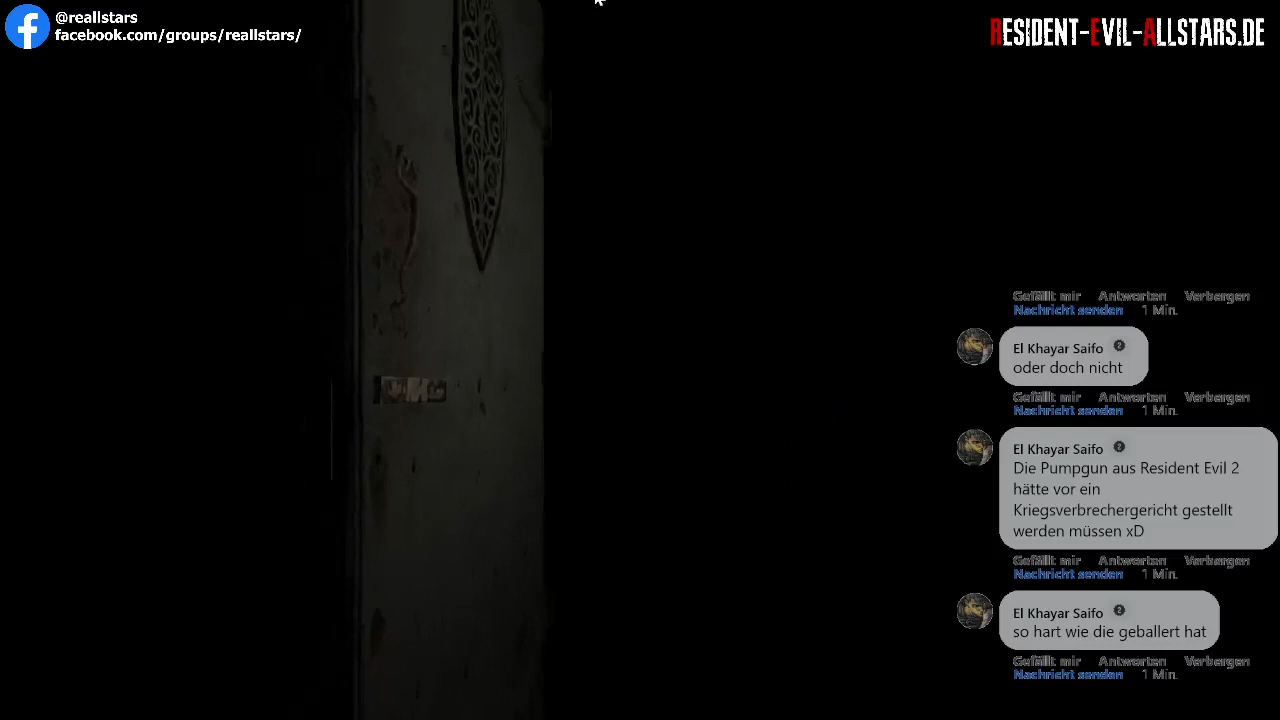 @reallstars
facebook.com/groups/reallstars/
RESIDENT-EVIL-ALLSTARS.DE
Gefällt mir Antworten Verbergen
Nachricht senden 1 Min.
El Khayar Saifo
oder doch nicht
Gefällt mir Antworten Verbergen
Nachricht senden 1 Min.
El Khayar Saifo
Die Pumpgun aus Resident Evil 2
hätte vor ein
Kriegsverbrechergericht gestellt
werden müssen xD
Gefällt mir Antworten Verbergen
Nachricht senden 1 Min.
El Khayar Saifo
so hart wie die geballert hat
Gefällt mir Antworten Verbergen
Nachricht senden 1 Min.